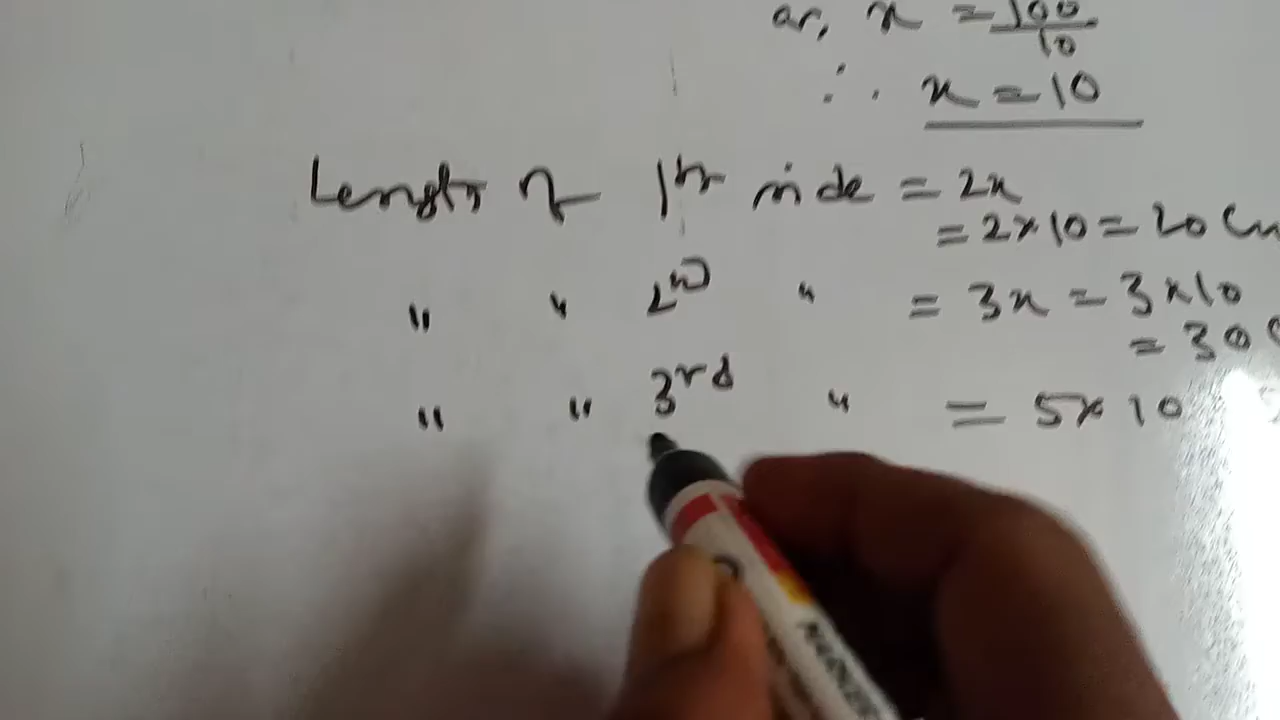 or, x = 100/10
∴ x = 10
Length of 1st side = 2x
= 2×10 = 20 Cm
" " 2nd " = 3x = 3×10
= 30
" " 3rd " = 5×10